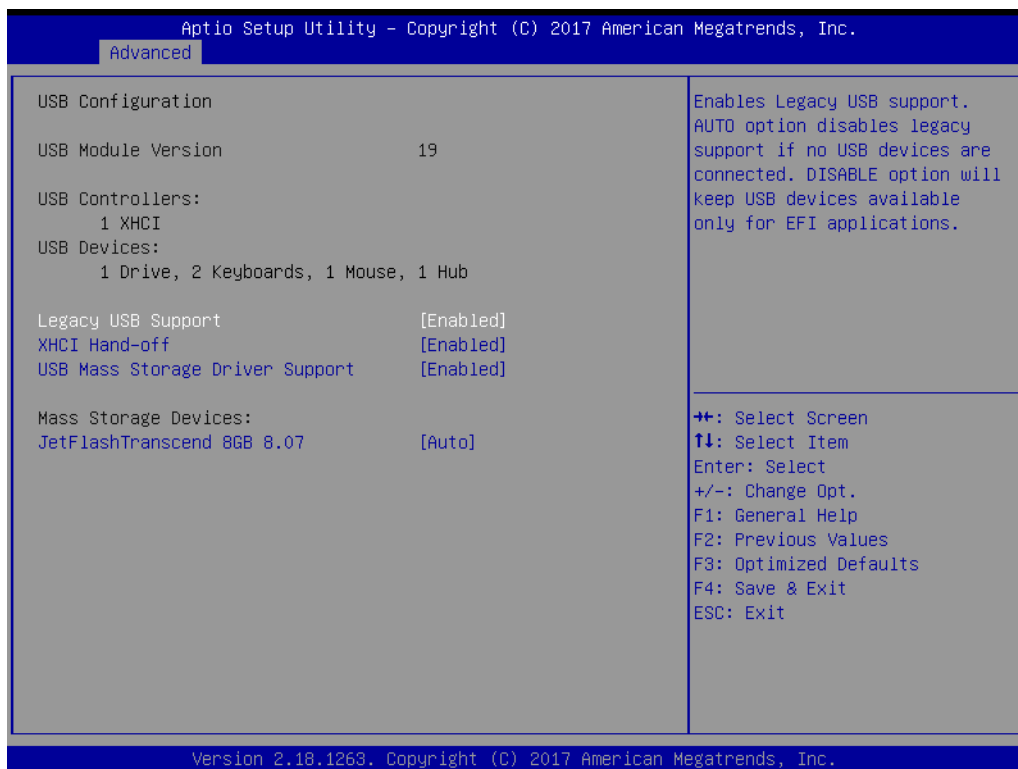 Aptio Setup Utility – Copyright (C) 2017 American Megatrends, Inc.
Advanced
USB Configuration
USB Module Version 19
USB Controllers:
1 XHCI
USB Devices:
1 Drive, 2 Keyboards, 1 Mouse, 1 Hub
Legacy USB Support [Enabled]
XHCI Hand-off [Enabled]
USB Mass Storage Driver Support [Enabled]
Mass Storage Devices:
JetFlashTranscend 8GB 8.07 [Auto]
Enables Legacy USB support.
AUTO option disables legacy
support if no USB devices are
connected. DISABLE option will
keep USB devices available
only for EFI applications.
→←: Select Screen
↑↓: Select Item
Enter: Select
+/-: Change Opt.
F1: General Help
F2: Previous Values
F3: Optimized Defaults
F4: Save & Exit
ESC: Exit
Version 2.18.1263. Copyright (C) 2017 American Megatrends, Inc.